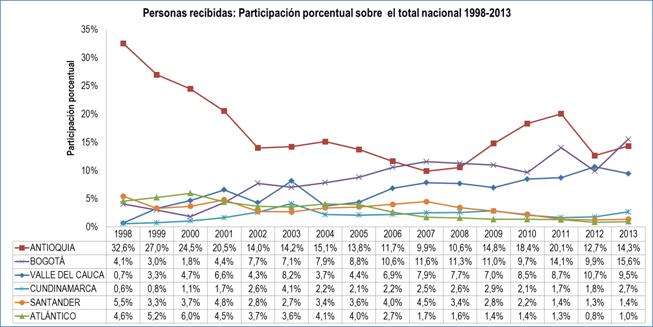 Personas recibidas: Participación porcentual sobre el total nacional 1998-2013
Participación porcentual
35%
30%
25%
20%
15%
10%
5%
0%
1998 1999 2000 2001 2002 2003 2004 2005 2006 2007 2008 2009 2010 2011 2012 2013
ANTIOQUIA 32,6% 27,0% 24,5% 20,5% 14,0% 14,2% 15,1% 13,8% 11,7% 9,9% 10,6% 14,8% 18,4% 20,1% 12,7% 14,3%
BOGOTÁ 4,1% 3,0% 1,8% 4,4% 7,7% 7,1% 7,9% 8,8% 10,6% 11,6% 11,3% 11,0% 9,7% 14,1% 9,9% 15,6%
VALLE DEL CAUCA 0,7% 3,3% 4,7% 6,6% 4,3% 8,2% 3,7% 4,4% 6,9% 7,9% 7,7% 7,0% 8,5% 8,7% 10,7% 9,5%
CUNDINAMARCA 0,6% 0,8% 1,1% 1,7% 2,6% 4,1% 2,2% 2,1% 2,2% 2,5% 2,6% 2,9% 2,1% 1,7% 1,8% 2,7%
SANTANDER 5,5% 3,3% 3,7% 4,8% 2,8% 2,7% 3,4% 3,6% 4,0% 4,5% 3,4% 2,8% 2,2% 1,4% 1,3% 1,4%
ATLÁNTICO 4,6% 5,2% 6,0% 4,5% 3,7% 3,6% 4,1% 4,0% 2,7% 1,7% 1,6% 1,4% 1,4% 1,3% 0,8% 1,0%